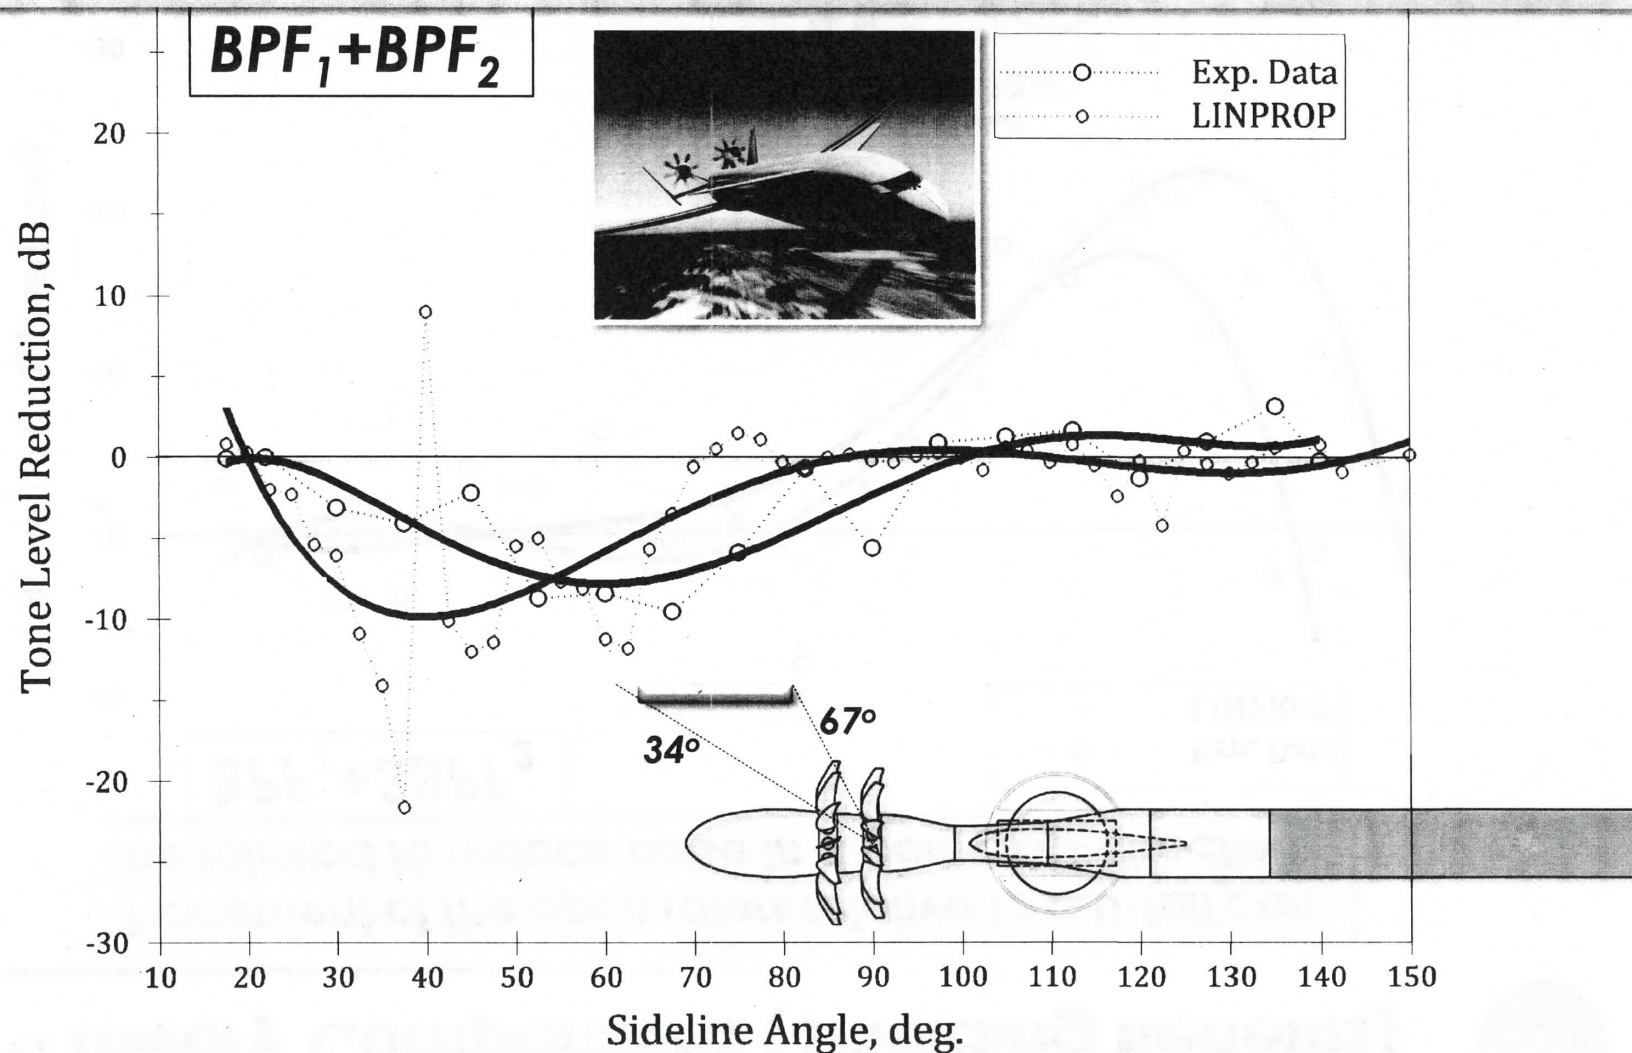 BPF1+BPF2
Exp. Data
LINPROP
Tone Level Reduction, dB
20
10
0
-10
-20
-30
34°
67°
10 20 30 40 50 60 70 80 90 100 110 120 130 140 150
Sideline Angle, deg.